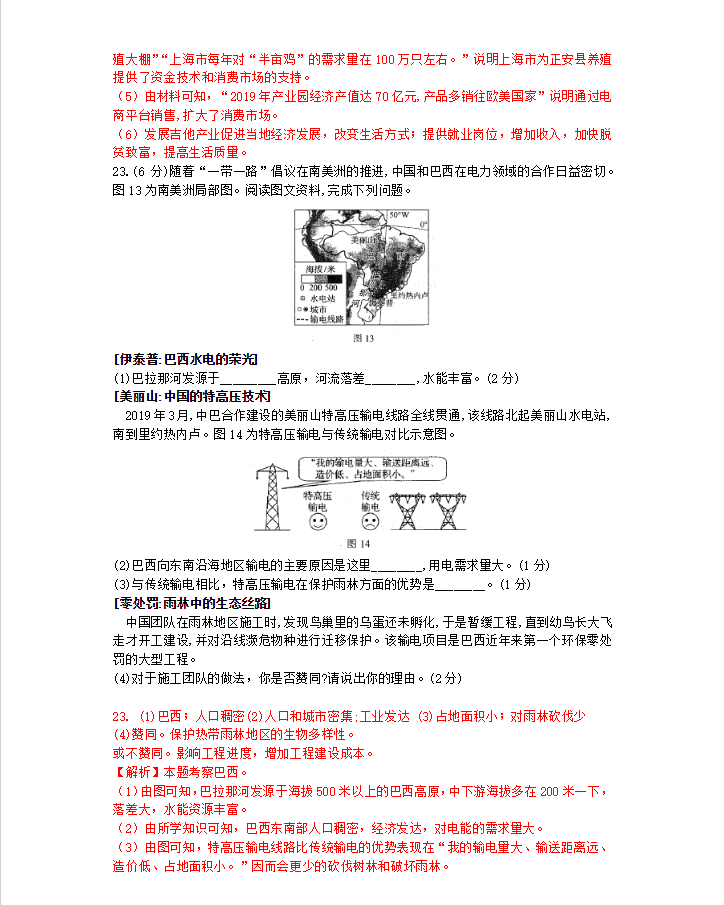 殖大棚”“上海市每年对“半亩鸡”的需求量在100万只左右。”说明上海市为正安县养殖
提供了资金技术和消费市场的支持。
（5）由材料可知，“2019年产业园经济产值达70亿元,产品多销往欧美国家”说明通过电
商平台销售,扩大了消费市场。
（6）发展吉他产业促进当地经济发展，改变生活方式；提供就业岗位，增加收入，加快脱
贫致富，提高生活质量。
23.(6 分)随着“一带一路”倡议在南美洲的推进,中国和巴西在电力领域的合作日益密切。
图13为南美洲局部图。阅读图文资料,完成下列问题。
50°W
0°
美丽山
海拔/米
0 200 500
水电站
城市
输电线路
里约热内卢
河
图13
[伊泰普:巴西水电的荣光]
(1)巴拉那河发源于________高原，河流落差_______,水能丰富。(2分)
[美丽山:中国的特高压技术]
2019年3月,中巴合作建设的美丽山特高压输电线路全线贯通,该线路北起美丽山水电站,
南到里约热内卢。图14为特高压输电与传统输电对比示意图。
“我的输电量大、输送距离远、
造价低、占地面积小。”
特高压
输电
传统
输电
图14
(2)巴西向东南沿海地区输电的主要原因是这里_______,用电需求量大。(1分)
(3)与传统输电相比，特高压输电在保护雨林方面的优势是_______。(1分)
[零处罚:雨林中的生态丝路]
中国团队在雨林地区施工时,发现鸟巢里的鸟蛋还未孵化,于是暂缓工程,直到幼鸟长大飞
走才开工建设,并对沿线濒危物种进行迁移保护。该输电项目是巴西近年来第一个环保零处
罚的大型工程。
(4)对于施工团队的做法，你是否赞同?请说出你的理由。(2分)
23. (1)巴西；人口稠密(2)人口和城市密集;工业发达 (3)占地面积小；对雨林砍伐少
(4)赞同。保护热带雨林地区的生物多样性。
或不赞同。影响工程进度，增加工程建设成本。
【解析】本题考察巴西。
（1）由图可知,巴拉那河发源于海拔500米以上的巴西高原,中下游海拔多在200米一下,
落差大，水能资源丰富。
（2）由所学知识可知，巴西东南部人口稠密，经济发达，对电能的需求量大。
（3）由图可知，特高压输电线路比传统输电的优势表现在“我的输电量大、输送距离远、
造价低、占地面积小。”因而会更少的砍伐树林和破坏雨林。